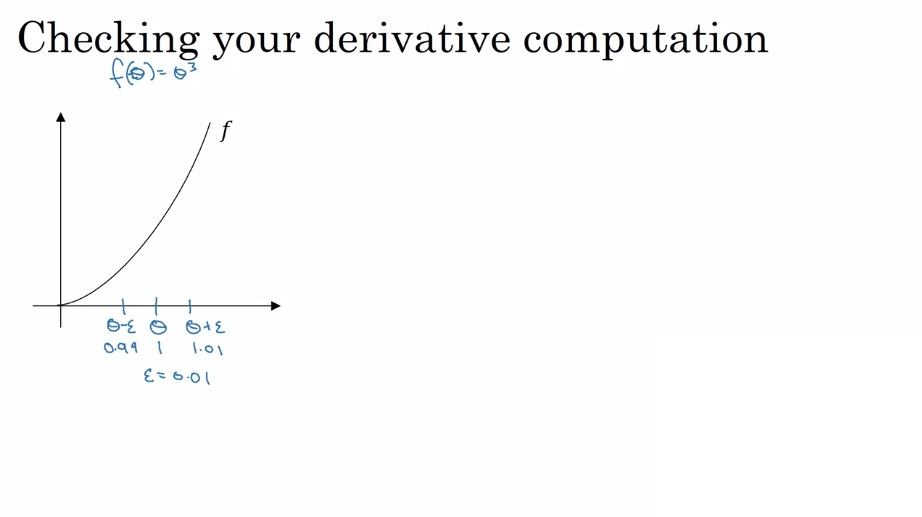 Checking your derivative computation
f(θ) = θ³
f
θ-ε θ θ+ε
0.99 1 1.01
ε = 0.01